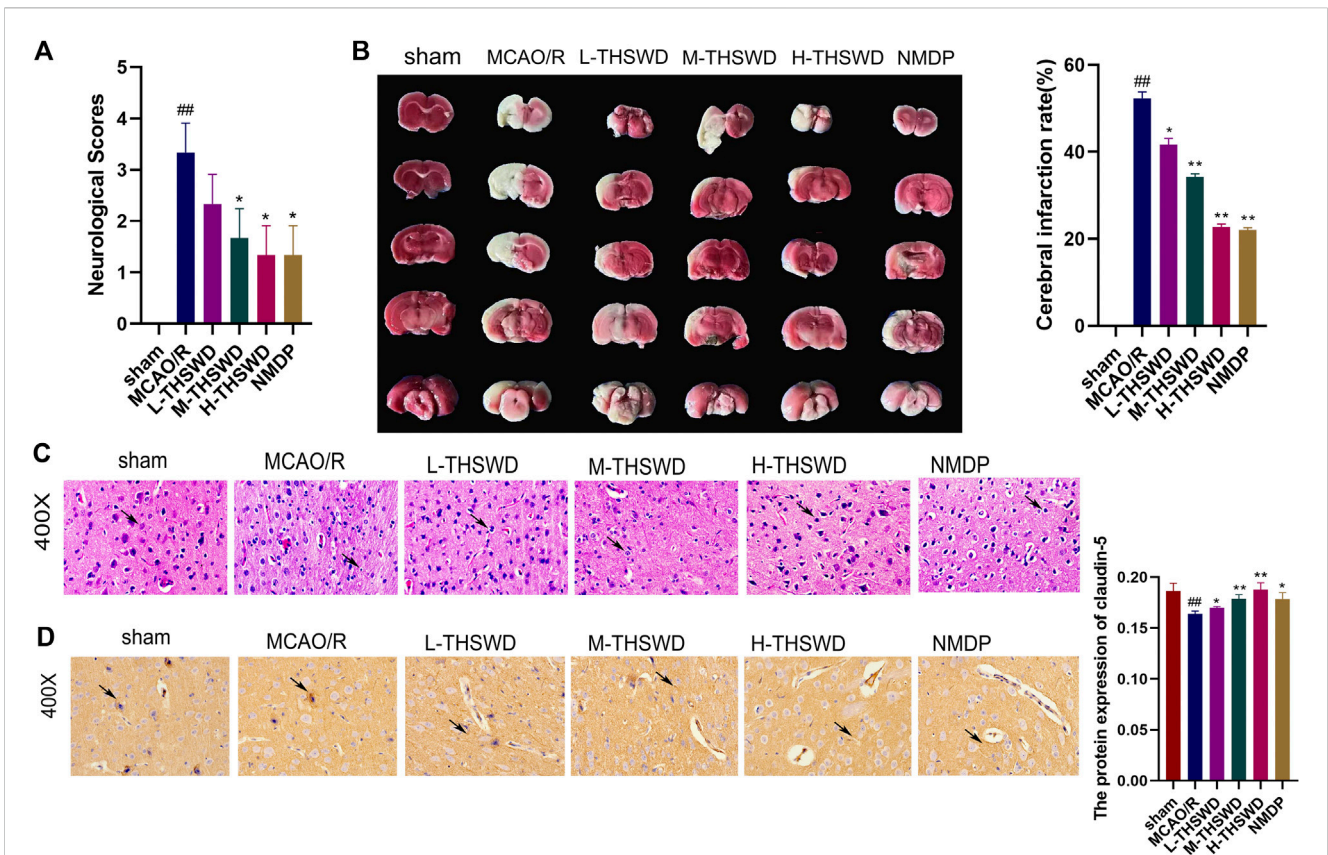 A
Neurological Scores
5
4
3
2
1
0
##
*
*
*
sham
MCAO/R
L-THSWD
M-THSWD
H-THSWD
NMDP
B
sham MCAO/R L-THSWD M-THSWD H-THSWD NMDP
Cerebral infarction rate(%)
60
40
20
0
##
*
**
**
**
sham
MCAO/R
L-THSWD
M-THSWD
H-THSWD
NMDP
C
sham MCAO/R L-THSWD M-THSWD H-THSWD NMDP
400X
D
sham MCAO/R L-THSWD M-THSWD H-THSWD NMDP
400X
The protein expression of claudin-5
0.20
0.15
0.10
0.05
0.00
##
*
**
**
*
sham
MCAO/R
L-THSWD
M-THSWD
H-THSWD
NMDP